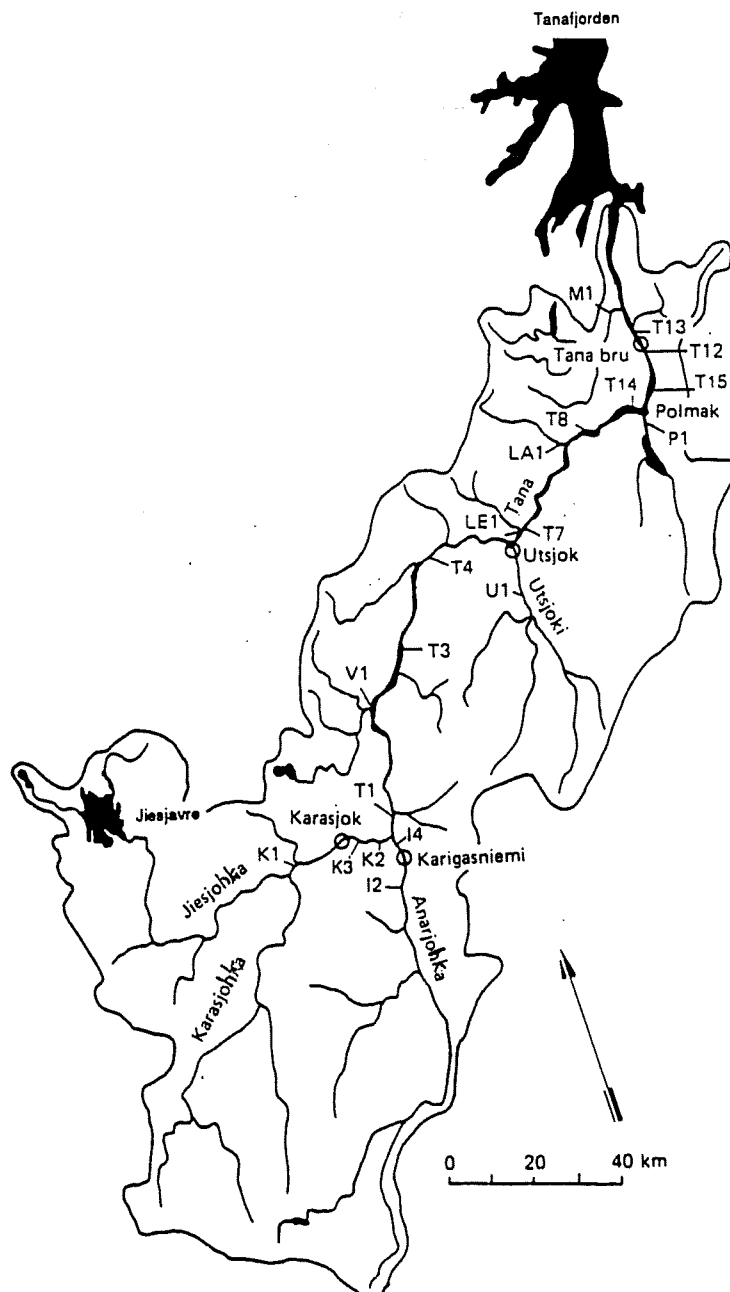 Tanafjorden
M1
T13
Tana bru
T12
T15
T14
Polmak
T8
P1
LA1
Tana
LE1
T7
Utsjok
T4
U1
Utsjoki
T3
V1
T1
Jiesjavre
Karasjok
I4
K1
K3
K2
Karigasniemi
Jiesjohka
I2
Anarjohka
Karasjohka
0 20 40 km